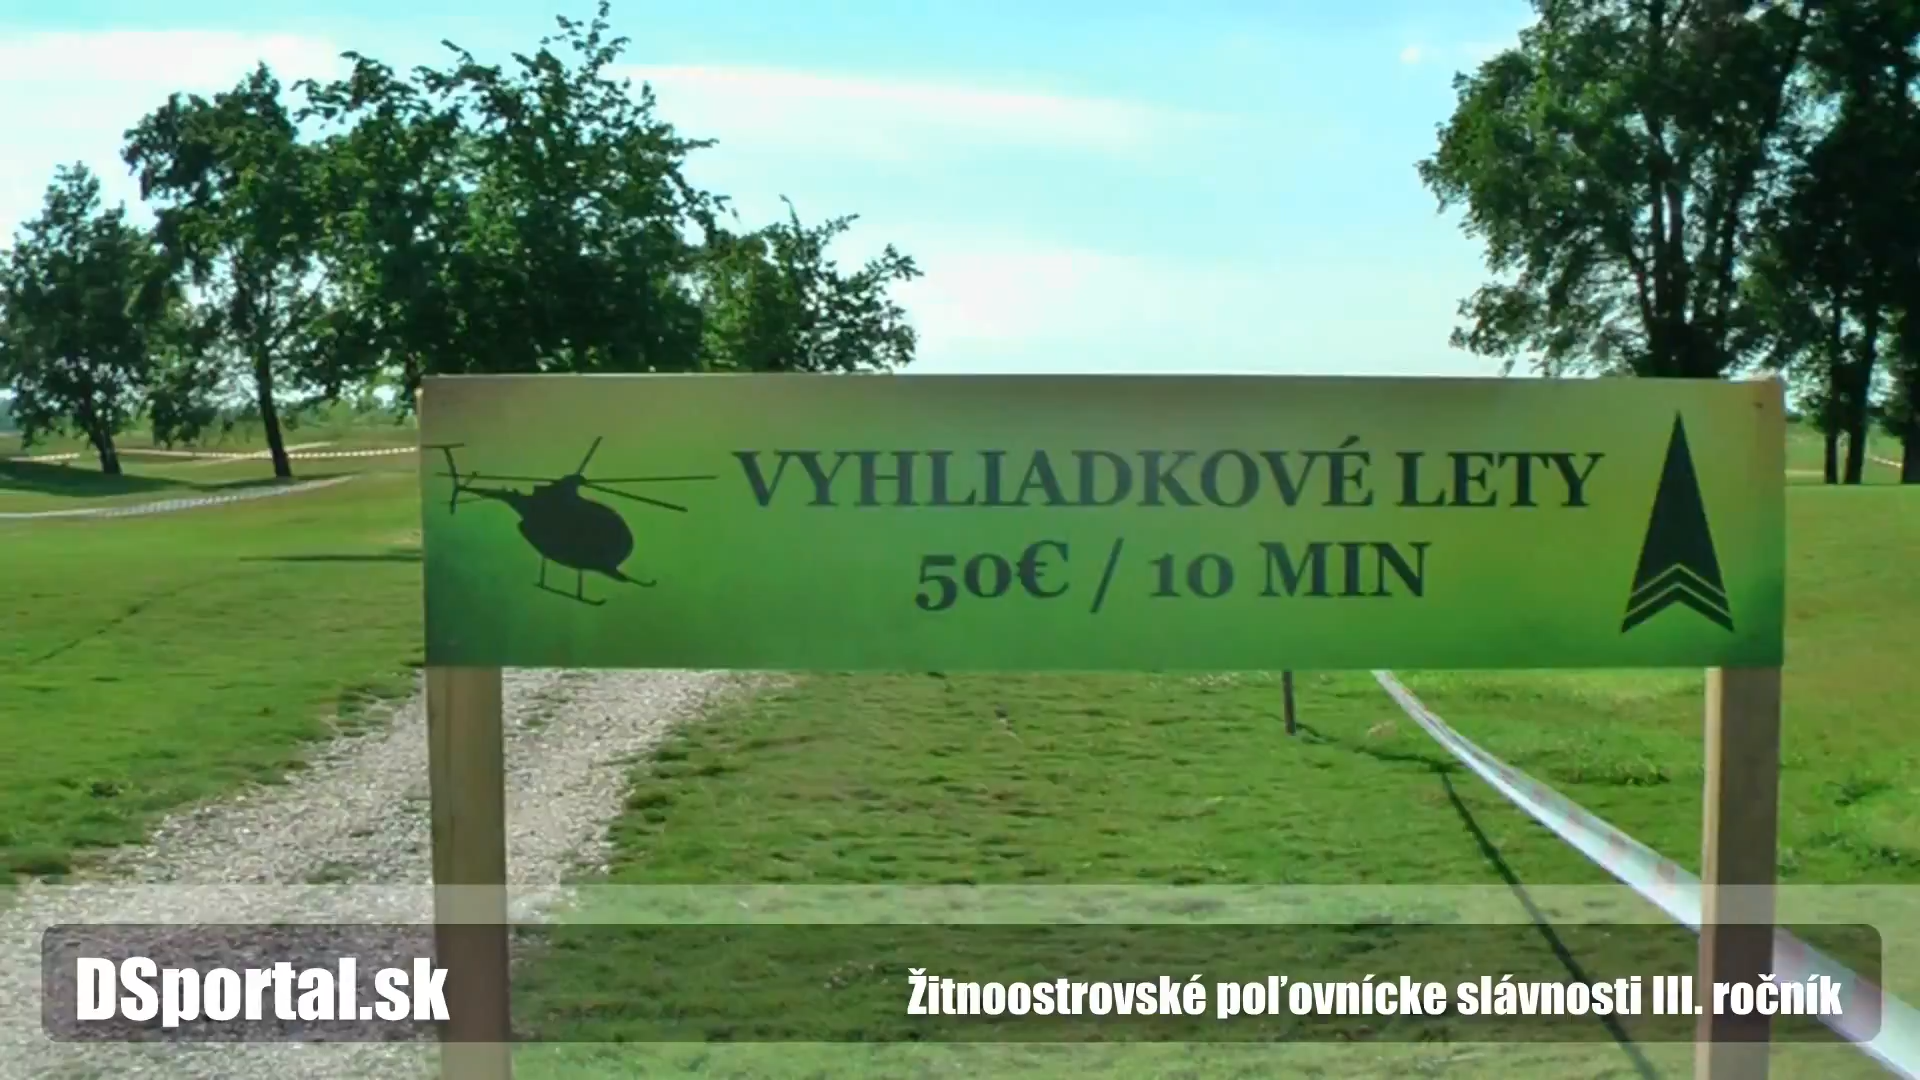 VYHLIADKOVÉ LETY
50€ / 10 MIN
DSportal.sk
Žitnoostrovské poľovnícke slávnosti III. ročník